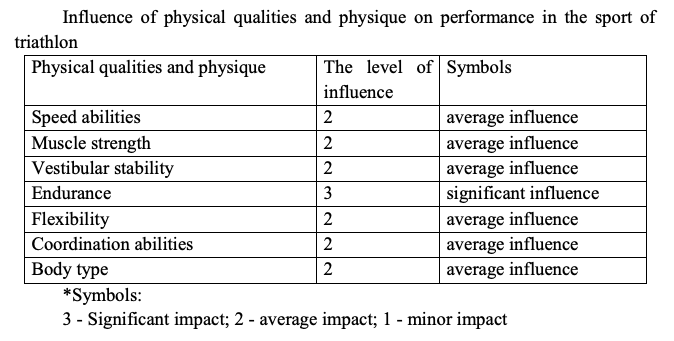 Influence of physical qualities and physique on performance in the sport of
triathlon
Physical qualities and physique The level of influence Symbols
Speed abilities 2 average influence
Muscle strength 2 average influence
Vestibular stability 2 average influence
Endurance 3 significant influence
Flexibility 2 average influence
Coordination abilities 2 average influence
Body type 2 average influence
*Symbols:
3 - Significant impact; 2 - average impact; 1 - minor impact